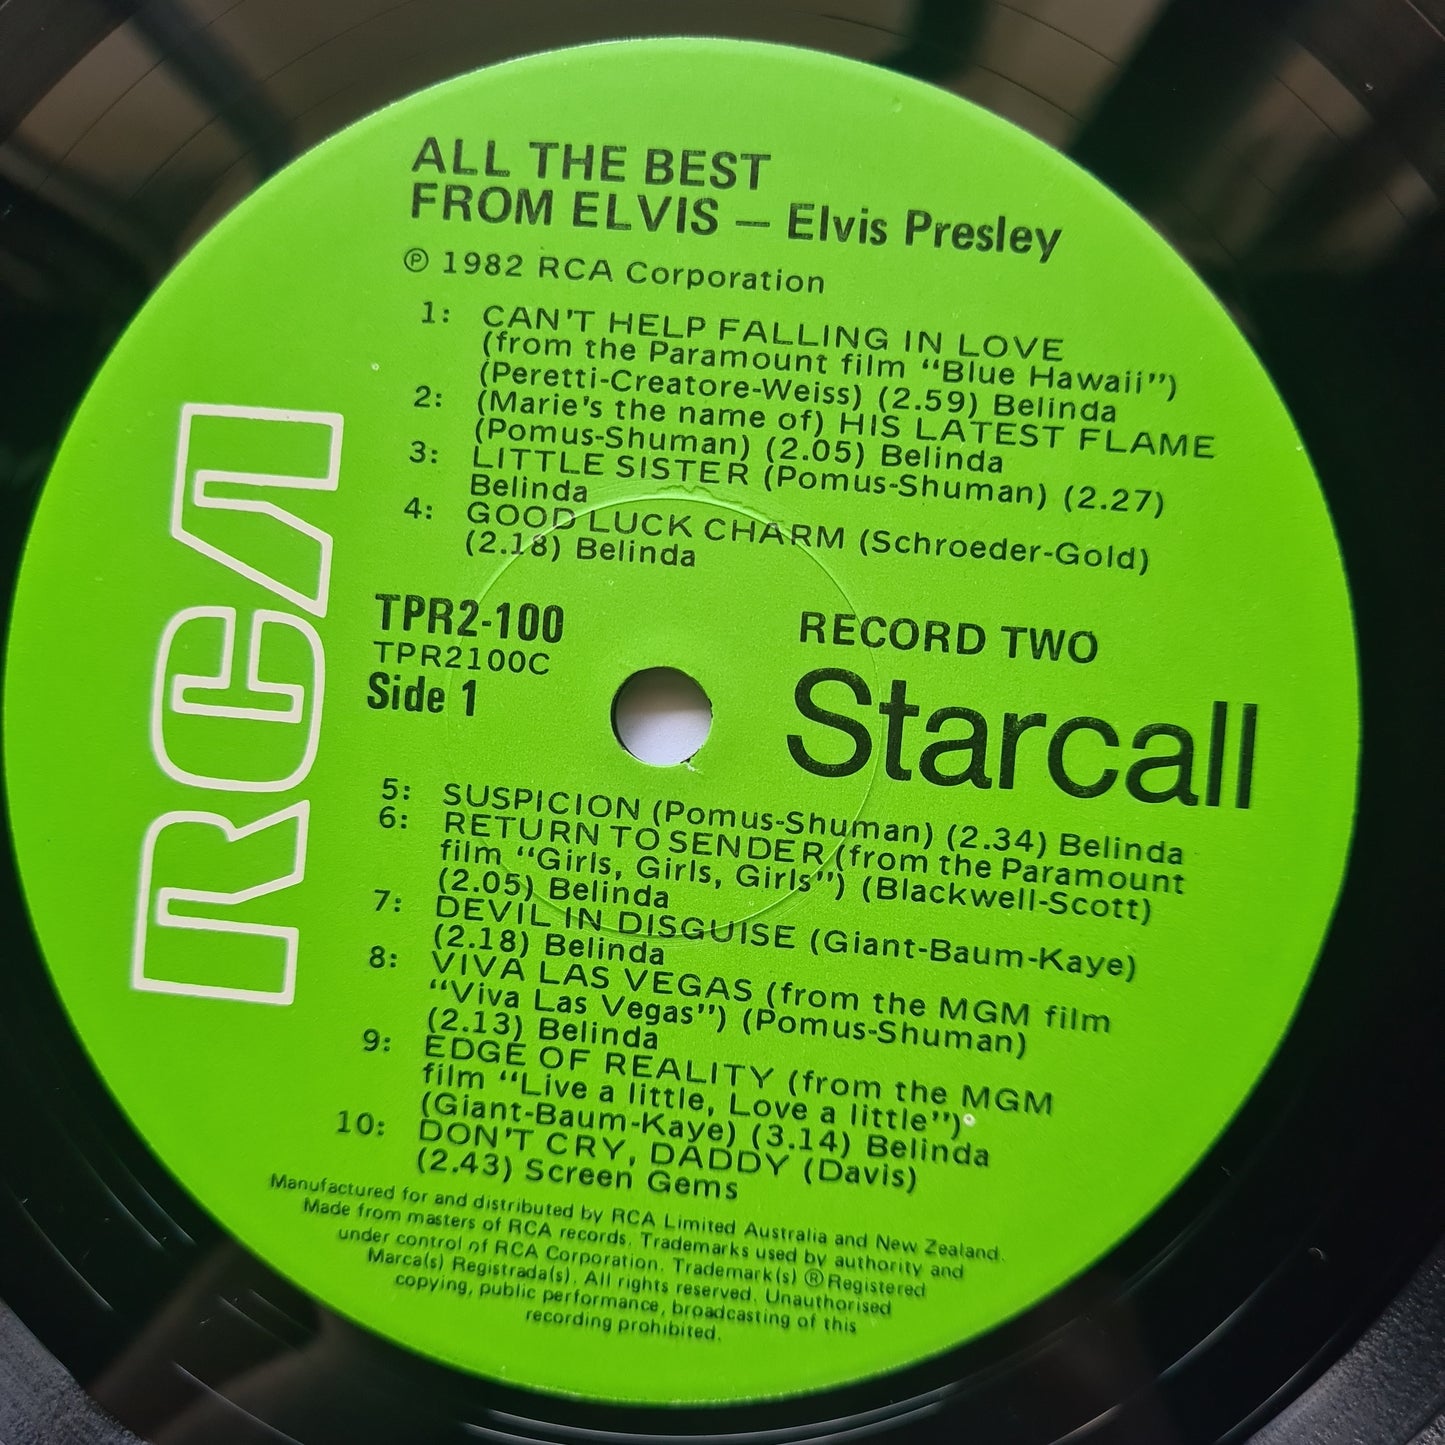 ALL THE BEST
FROM ELVIS — Elvis Presley
℗ 1982 RCA Corporation
1: CAN'T HELP FALLING IN LOVE
(from the Paramount film "Blue Hawaii")
(Peretti-Creatore-Weiss) (2.59) Belinda
2: (Marie's the name of) HIS LATEST FLAME
(Pomus-Shuman) (2.05) Belinda
3: LITTLE SISTER (Pomus-Shuman) (2.27)
Belinda
4: GOOD LUCK CHARM (Schroeder-Gold)
(2.18) Belinda
RCA
TPR2-100
TPR2100C
Side 1
RECORD TWO
Starcall
5: SUSPICION (Pomus-Shuman) (2.34) Belinda
6: RETURN TO SENDER (from the Paramount
film "Girls, Girls, Girls") (Blackwell-Scott)
(2.05) Belinda
7: DEVIL IN DISGUISE (Giant-Baum-Kaye)
(2.18) Belinda
8: VIVA LAS VEGAS (from the MGM film
"Viva Las Vegas") (Pomus-Shuman)
(2.13) Belinda
9: EDGE OF REALITY (from the MGM
film "Live a little, Love a little")
(Giant-Baum-Kaye) (3.14) Belinda
10: DON'T CRY, DADDY (Davis)
(2.43) Screen Gems
Manufactured for and distributed by RCA Limited Australia and New Zealand.
Made from masters of RCA records. Trademarks used by authority and
under control of RCA Corporation. Trademark(s) ® Registered
Marca(s) Registrada(s). All rights reserved. Unauthorised
copying, public performance, broadcasting of this
recording prohibited.